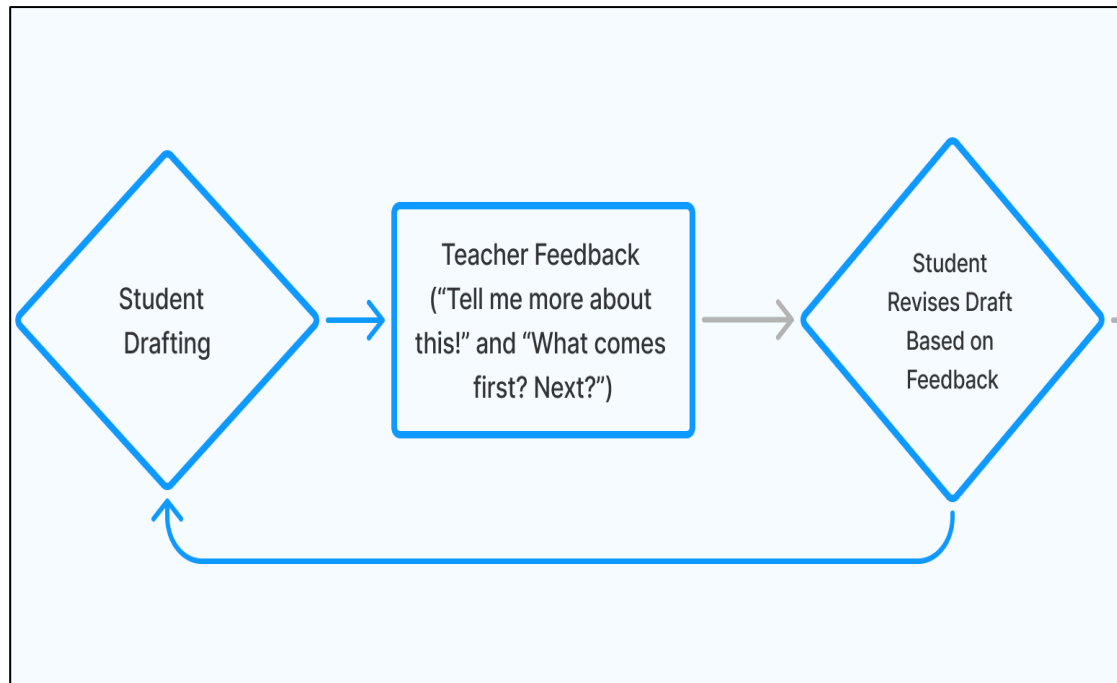 Student
Drafting
Teacher Feedback
(“Tell me more about
this!” and “What comes
first? Next?”)
Student
Revises Draft
Based on
Feedback